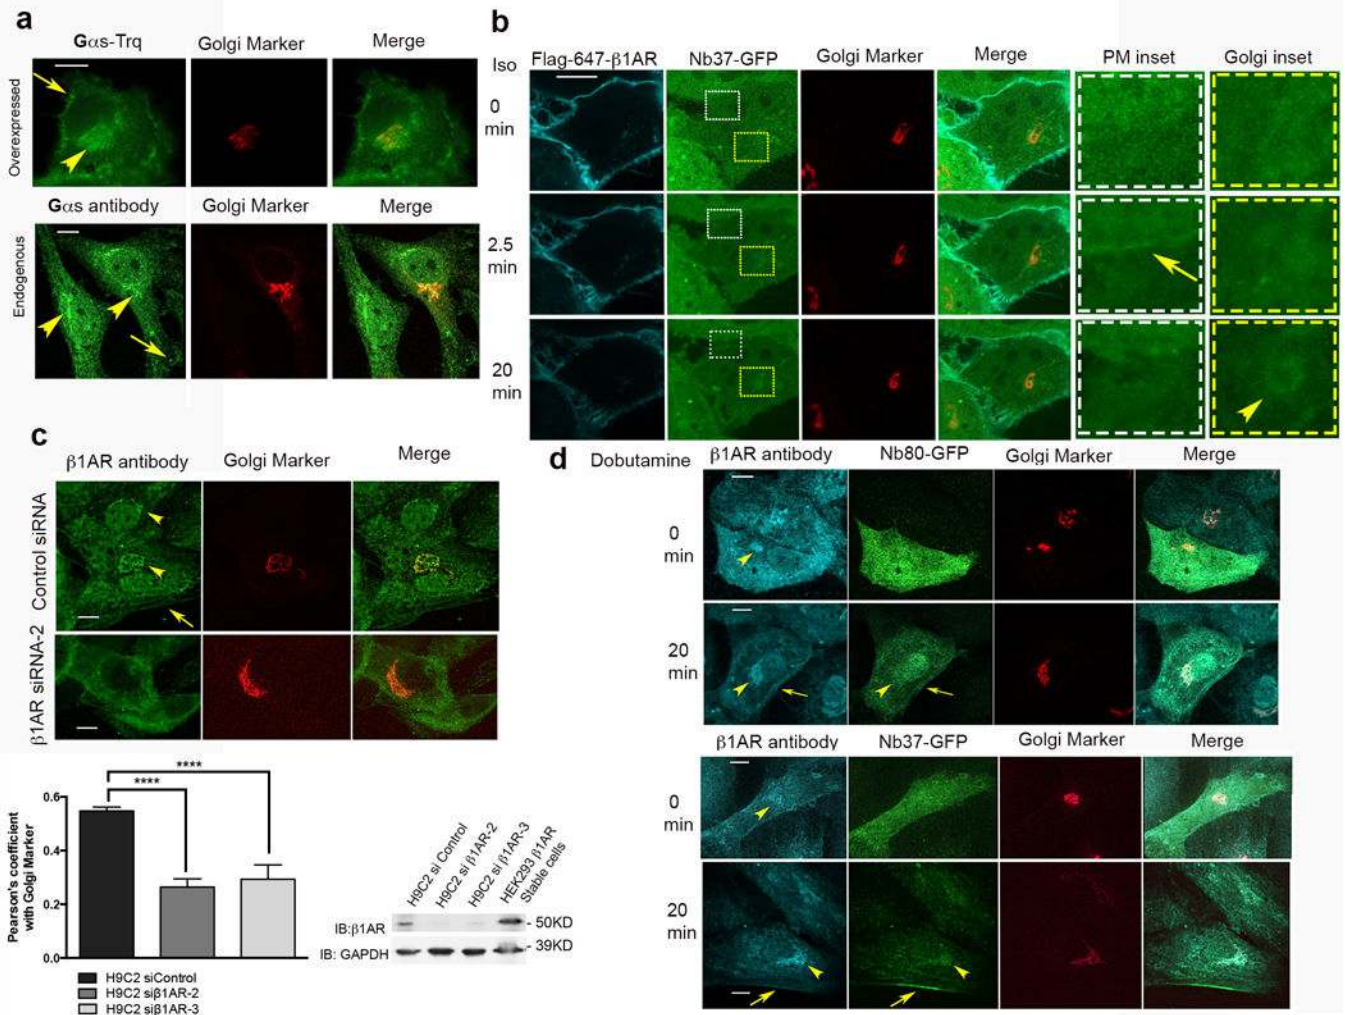 a
Gαs-Trq Golgi Marker Merge
Overexpressed
Gαs antibody Golgi Marker Merge
Endogenous
b
Iso Flag-647-β1AR Nb37-GFP Golgi Marker Merge PM inset Golgi inset
0
min
2.5
min
20
min
c
β1AR antibody Golgi Marker Merge
Control siRNA
β1AR siRNA-2
****
****
Pearson's coefficient
with Golgi Marker
0.6
0.4
0.2
0.0
H9C2 siControl
H9C2 siβ1AR-2
H9C2 siβ1AR-3
H9C2 si Control
H9C2 si β1AR-2
H9C2 si β1AR-3
HEK293 β1AR
Stable cells
IB:β1AR - 50KD
IB: GAPDH - 39KD
d
Dobutamine β1AR antibody Nb80-GFP Golgi Marker Merge
0
min
20
min
β1AR antibody Nb37-GFP Golgi Marker Merge
0
min
20
min